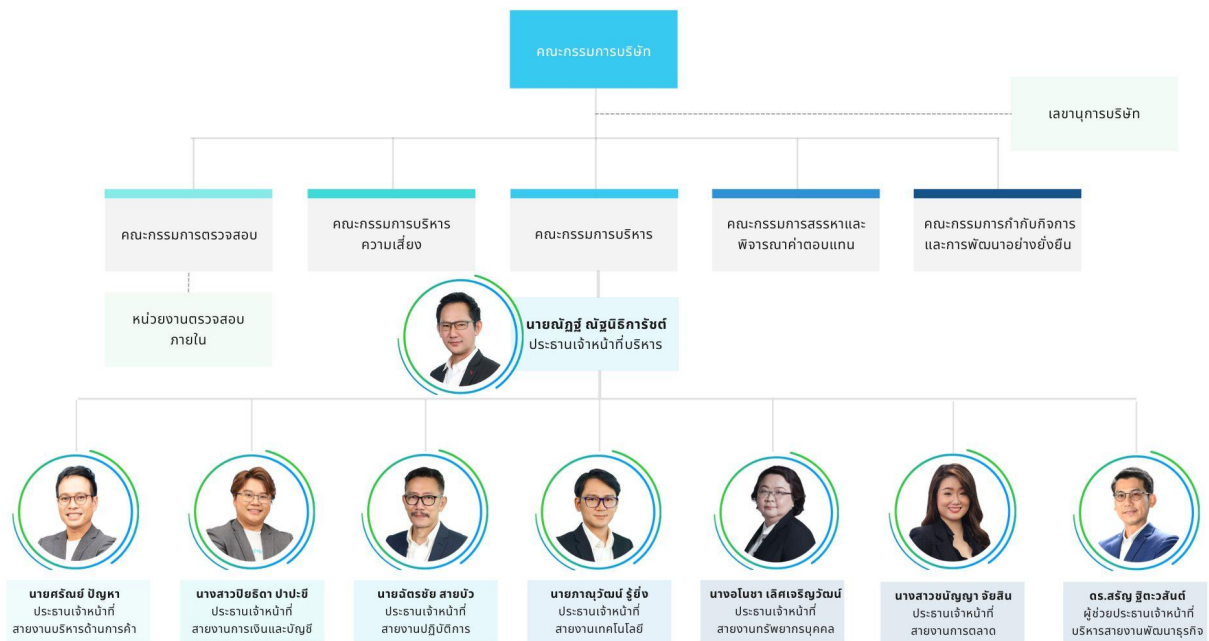 คณะกรรมการบริษัท
เลขานุการบริษัท
คณะกรรมการตรวจสอบ
คณะกรรมการบริหาร
ความเสี่ยง
คณะกรรมการบริหาร
คณะกรรมการสรรหาและ
พิจารณาค่าตอบแทน
คณะกรรมการกำกับกิจการ
และการพัฒนาอย่างยั่งยืน
หน่วยงานตรวจสอบ
ภายใน
นายณัฏฐ์ ณัฐนิธิการัชต์
ประธานเจ้าหน้าที่บริหาร
นายศรัณย์ ปัญหา
ประธานเจ้าหน้าที่
สายงานบริหารด้านการค้า
นางสาวปิยธิดา ปาปะขี
ประธานเจ้าหน้าที่
สายงานการเงินและบัญชี
นายฉัตรชัย สายบัว
ประธานเจ้าหน้าที่
สายงานปฏิบัติการ
นายภาณุวัฒน์ รู้ยิ่ง
ประธานเจ้าหน้าที่
สายงานเทคโนโลยี
นางอโนชา เลิศเจริญวัฒน์
ประธานเจ้าหน้าที่
สายงานทรัพยากรบุคคล
นางสาวชนัญญา จัยสิน
ประธานเจ้าหน้าที่
สายงานการตลาด
ดร.สรัญ ฐิตะวสันต์
ผู้ช่วยประธานเจ้าหน้าที่
บริหารสายงานพัฒนาธุรกิจ